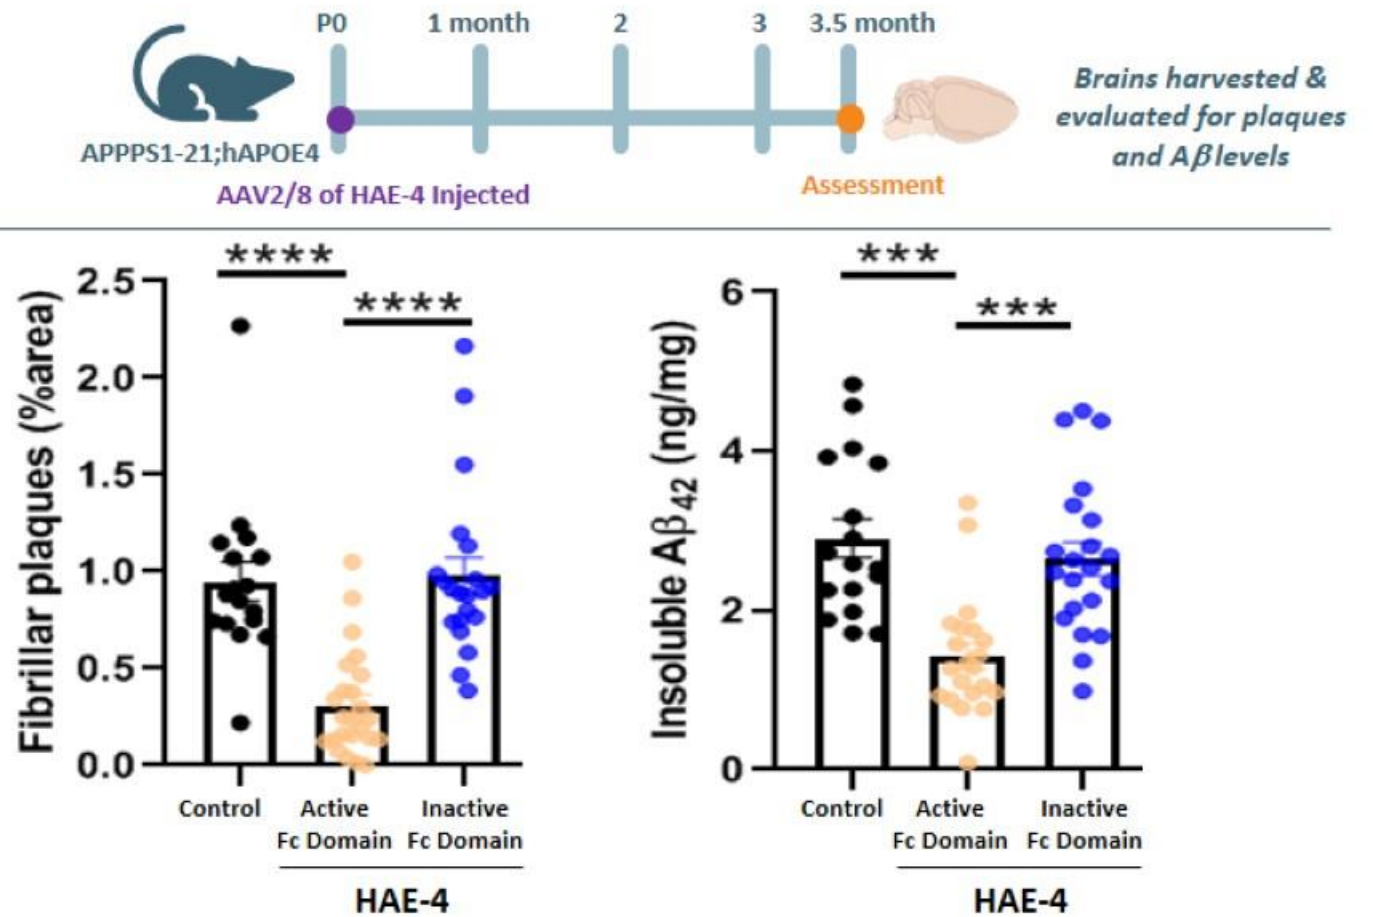 P0 1 month 2 3 3.5 month
APPPS1-21;hAPOE4
AAV2/8 of HAE-4 Injected
Assessment
Brains harvested &
evaluated for plaques
and Aβ levels
****
****
Fibrillar plaques (%area)
2.5
2.0
1.5
1.0
0.5
0.0
Control
Active
Fc Domain
Inactive
Fc Domain
HAE-4
***
***
Insoluble Aβ42 (ng/mg)
6
4
2
0
Control
Active
Fc Domain
Inactive
Fc Domain
HAE-4